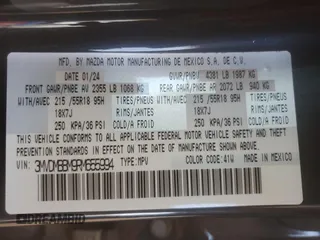 MFD. BY MAZDA MOTOR MANUFACTURING DE MEXICO S.A. DE C.V.
DATE 01/24 GVWR/PNBV 4381 LB 1987 KG
FRONT GAWR/PNBE AV 2355 LB 1068 KG REAR GAWR/PNBE AR 2072 LB 940 KG
WITH/AVEC 215 /55R18 95H TIRES/PNEUS WITH/AVEC 215 /55R18 95H TIRES/PNEUS
18X7J RIMS/JANTES 18X7J RIMS/JANTES
250 KPA/36 PSI COLD/A FROID 250 KPA/36 PSI COLD/A FROID
THIS VEHICLE CONFORMS TO ALL APPLICABLE FEDERAL MOTOR VEHICLE SAFETY AND THEFT
PREVENTION STANDARDS IN EFFECT ON THE DATE OF MANUFACTURE SHOWN ABOVE.
VIN: TYPE: MPV
COLOR CODE: 41W
MADE IN MEXICO